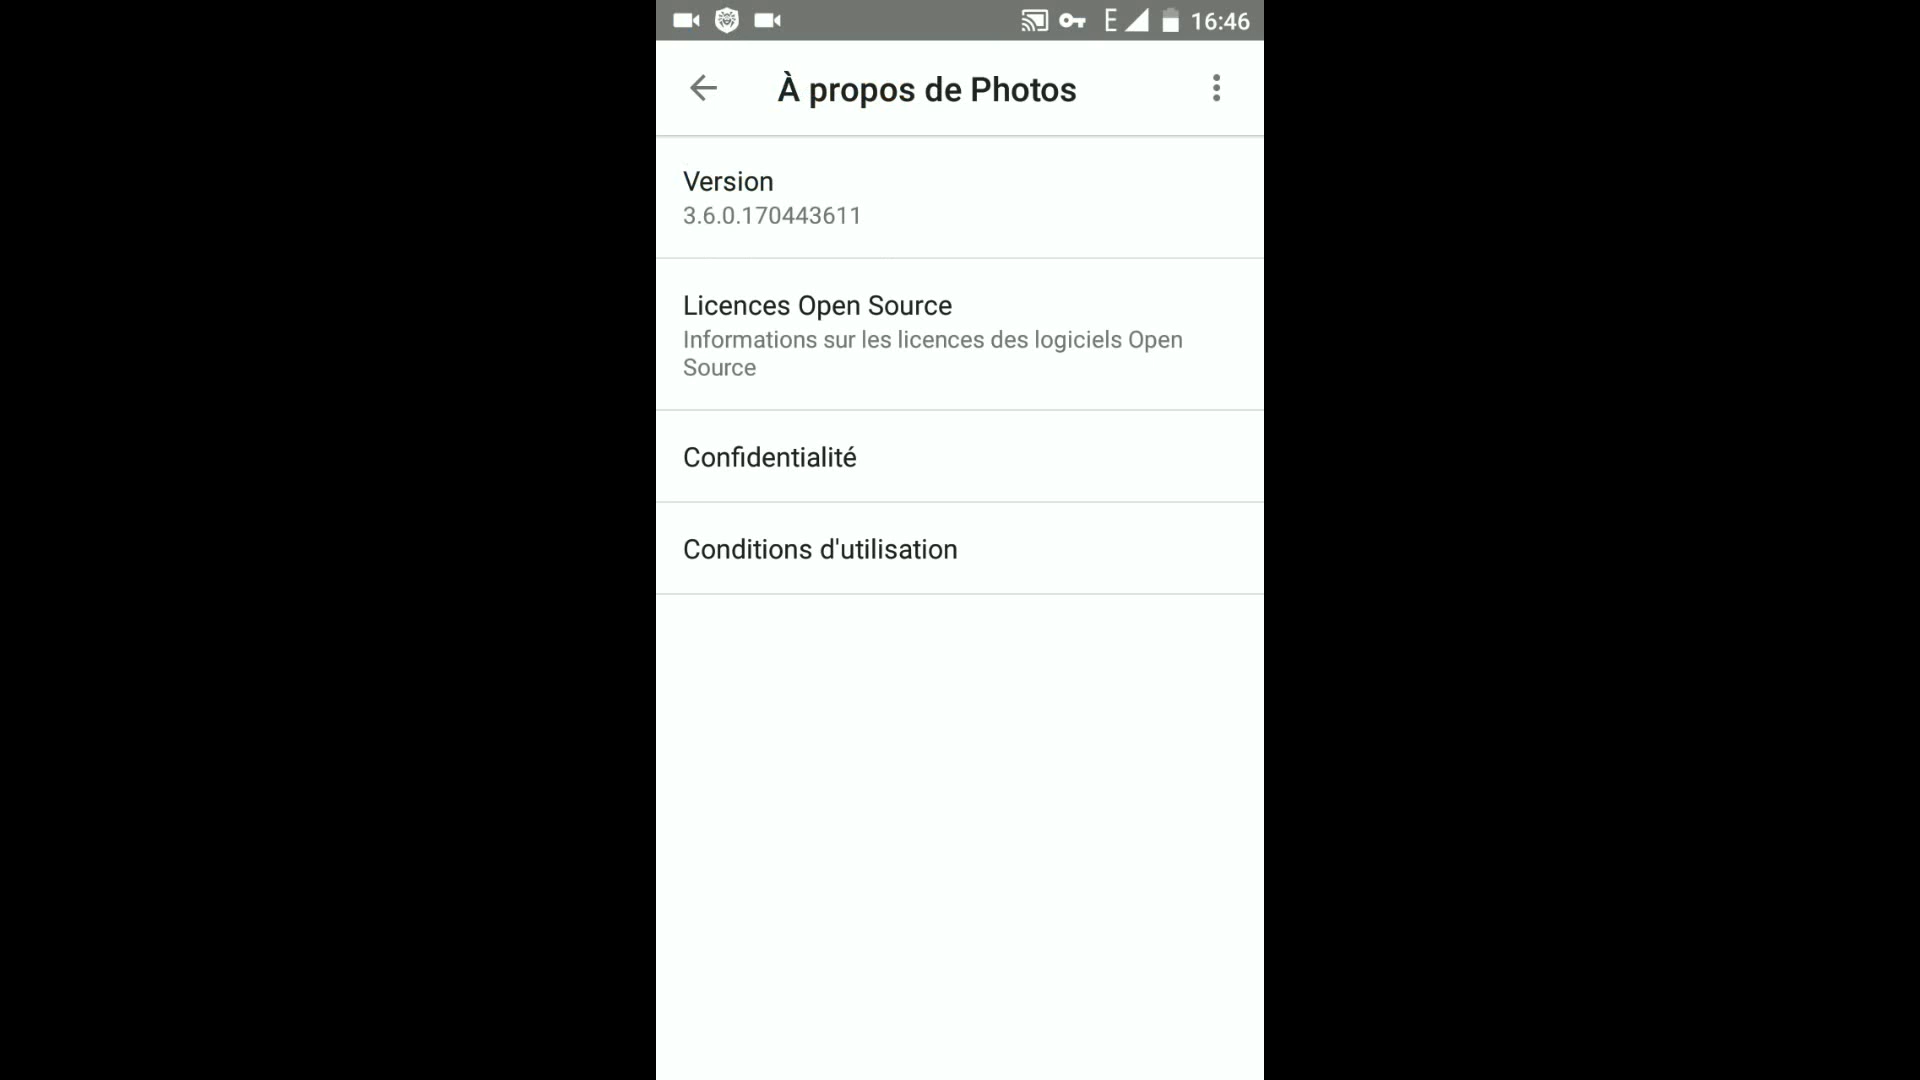 E 16:46
À propos de Photos
Version
3.6.0.170443611
Licences Open Source
Informations sur les licences des logiciels Open
Source
Confidentialité
Conditions d'utilisation